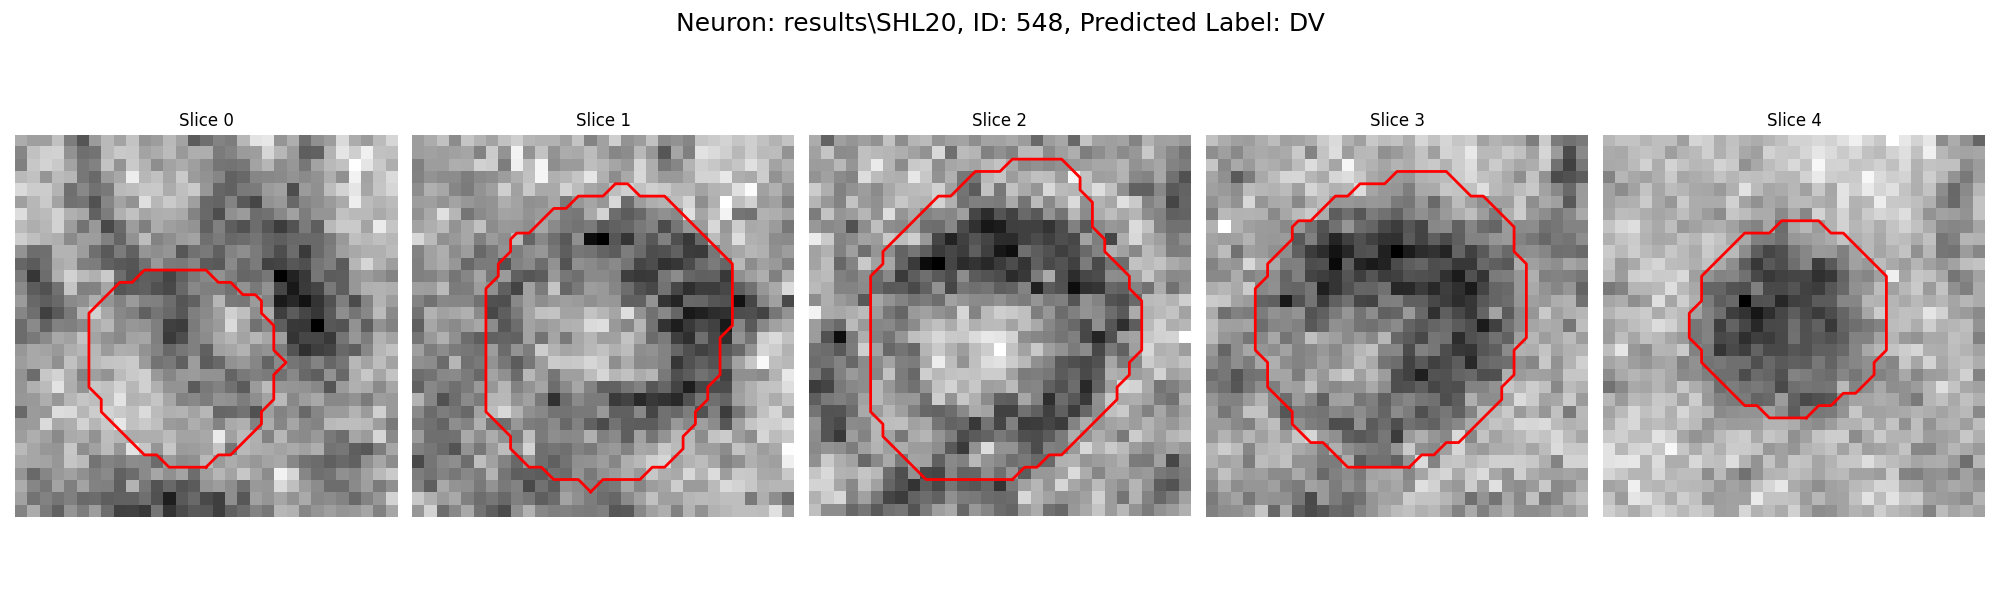 Neuron: results\SHL20, ID: 548, Predicted Label: DV
Slice 0
Slice 1
Slice 2
Slice 3
Slice 4